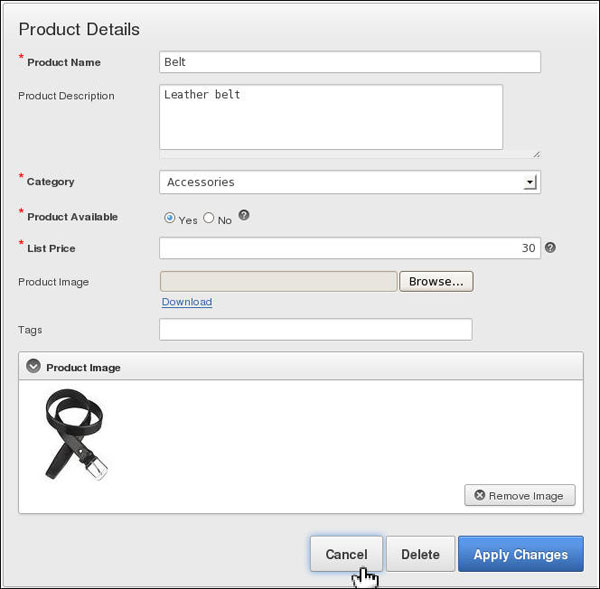 Product Details
* Product Name Belt
Product Description Leather belt
* Category Accessories
* Product Available Yes No ?
* List Price 30 ?
Product Image Browse...
Download
Tags
Product Image
Remove Image
Cancel Delete Apply Changes